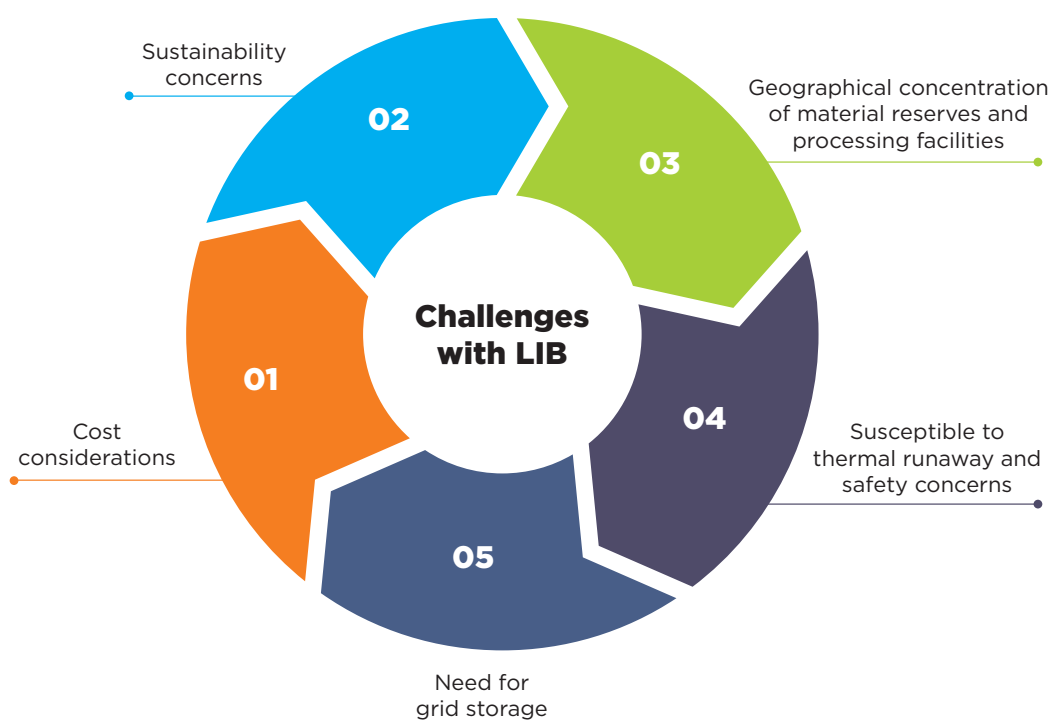 Sustainability
concerns
02
Geographical concentration
of material reserves and
processing facilities
03
Challenges
with LIB
01
Cost
considerations
04
Susceptible to
thermal runaway and
safety concerns
05
Need for
grid storage